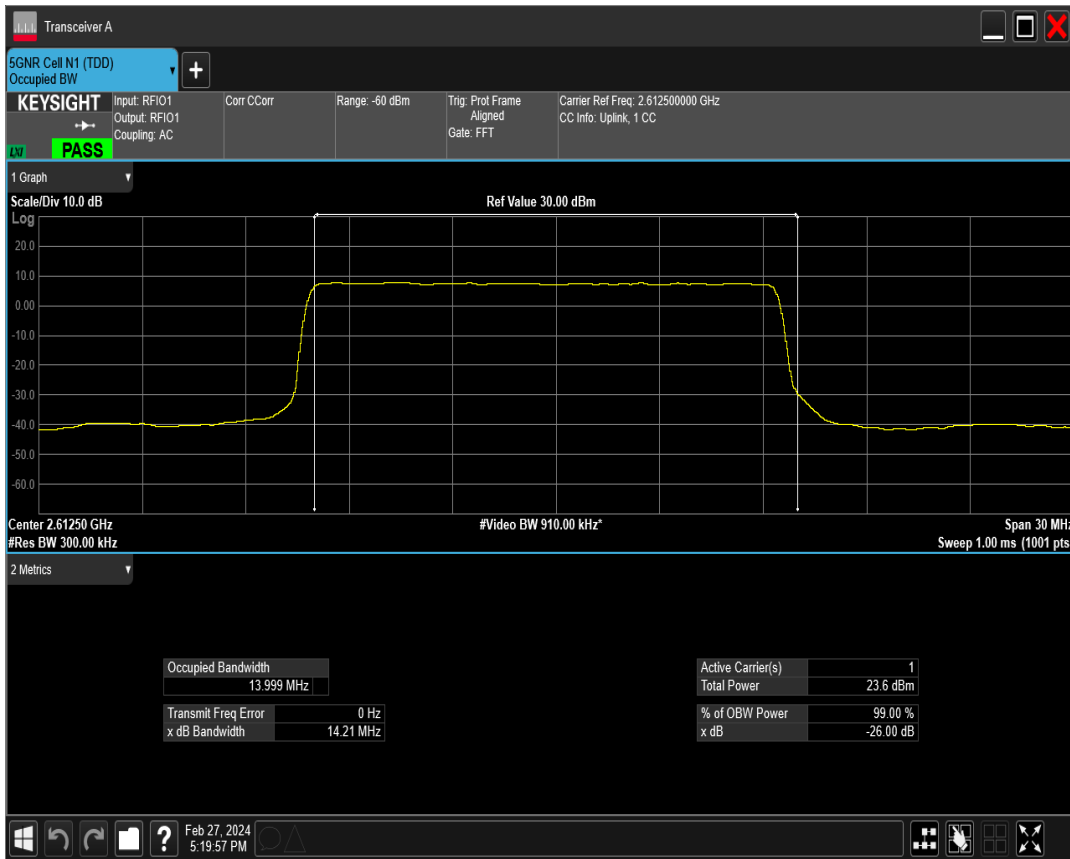 Transceiver A
5GNR Cell N1 (TDD)
Occupied BW
KEYSIGHT
LXI
PASS
Input: RFIO1
Output: RFIO1
Coupling: AC
Corr CCorr
Range: -60 dBm
Trig: Prot Frame
Aligned
Gate: FFT
Carrier Ref Freq: 2.612500000 GHz
CC Info: Uplink, 1 CC
1 Graph
Scale/Div 10.0 dB
Ref Value 30.00 dBm
Log
20.0
10.0
0.00
-10.0
-20.0
-30.0
-40.0
-50.0
-60.0
Center 2.61250 GHz
#Video BW 910.00 kHz*
Span 30 MHz
#Res BW 300.00 kHz
Sweep 1.00 ms (1001 pts
2 Metrics
Occupied Bandwidth
13.999 MHz
Transmit Freq Error 0 Hz
x dB Bandwidth 14.21 MHz
Active Carrier(s) 1
Total Power 23.6 dBm
% of OBW Power 99.00 %
x dB -26.00 dB
?
Feb 27, 2024
5:19:57 PM